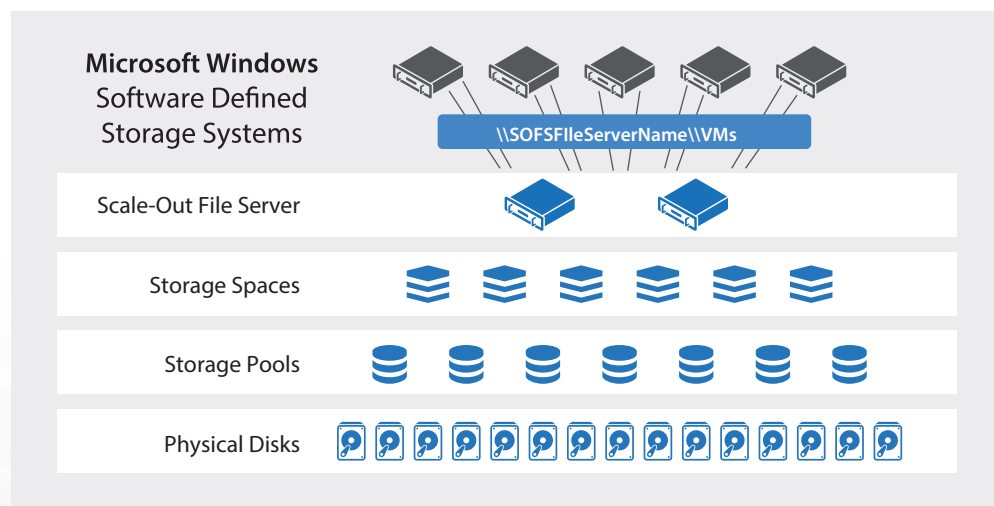 Microsoft Windows
Software Defined
Storage Systems
\\SOFSFIleServerName\\VMs
Scale-Out File Server
Storage Spaces
Storage Pools
Physical Disks